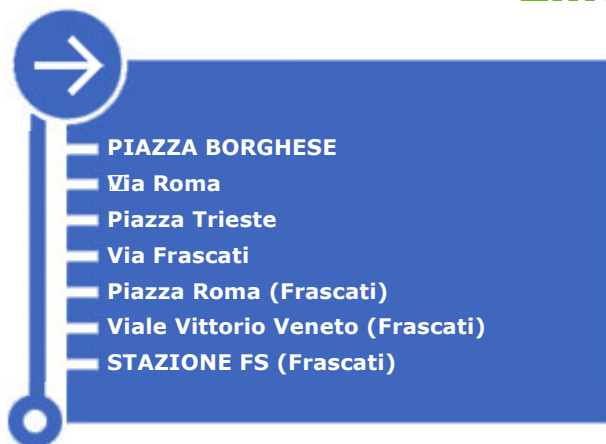 PIAZZA BORGHESE
Via Roma
Piazza Trieste
Via Frascati
Piazza Roma (Frascati)
Viale Vittorio Veneto (Frascati)
STAZIONE FS (Frascati)